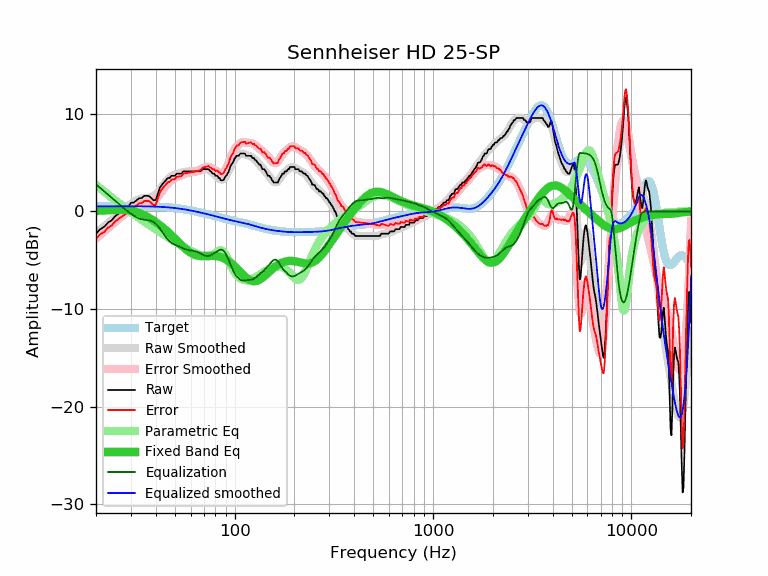 Sennheiser HD 25-SP
10
0
−10
−20
−30
Amplitude (dBr)
Target
Raw Smoothed
Error Smoothed
Raw
Error
Parametric Eq
Fixed Band Eq
Equalization
Equalized smoothed
100
1000
10000
Frequency (Hz)